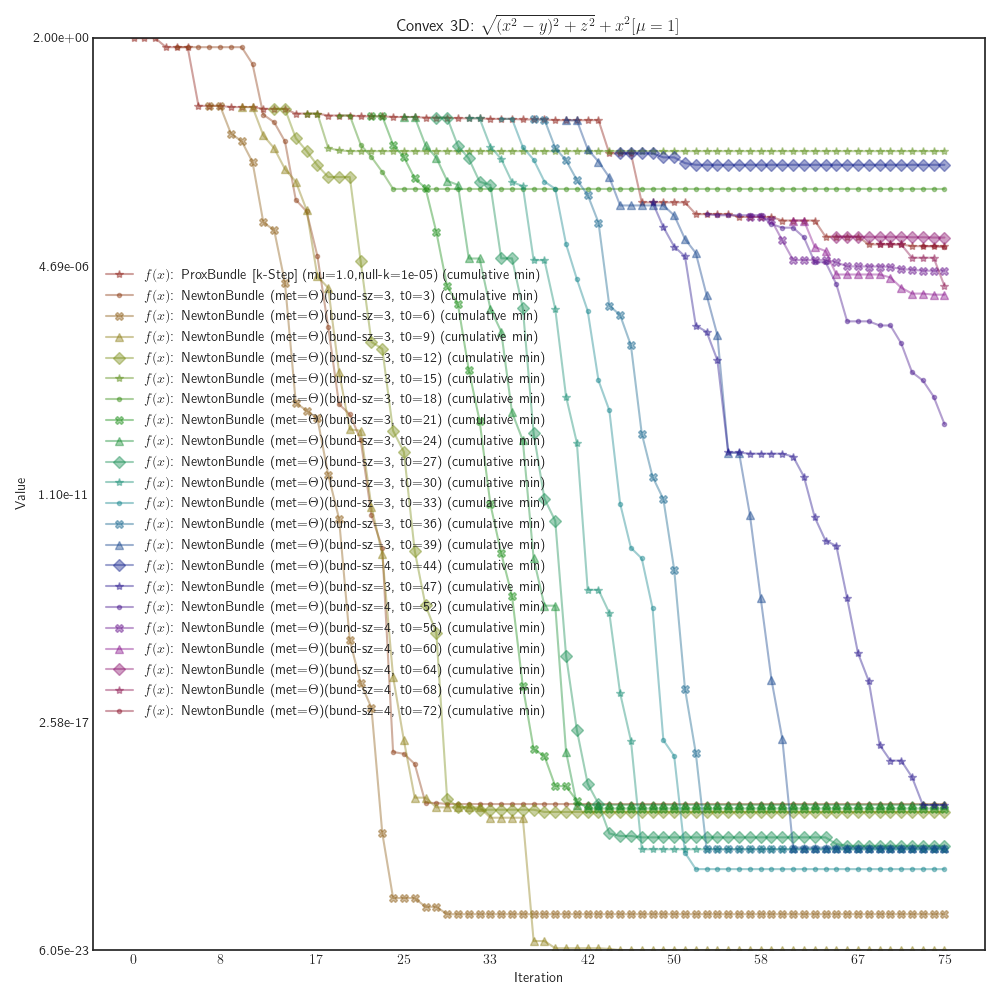 Convex 3D: √((x² − y)² + z²) + x²[μ = 1]
2.00e+00
4.69e-06
1.10e-11
2.58e-17
6.05e-23
Value
f(x): ProxBundle [k-Step] (mu=1.0,null-k=1e-05) (cumulative min)
f(x): NewtonBundle (met=Θ)(bund-sz=3, t0=3) (cumulative min)
f(x): NewtonBundle (met=Θ)(bund-sz=3, t0=6) (cumulative min)
f(x): NewtonBundle (met=Θ)(bund-sz=3, t0=9) (cumulative min)
f(x): NewtonBundle (met=Θ)(bund-sz=3, t0=12) (cumulative min)
f(x): NewtonBundle (met=Θ)(bund-sz=3, t0=15) (cumulative min)
f(x): NewtonBundle (met=Θ)(bund-sz=3, t0=18) (cumulative min)
f(x): NewtonBundle (met=Θ)(bund-sz=3, t0=21) (cumulative min)
f(x): NewtonBundle (met=Θ)(bund-sz=3, t0=24) (cumulative min)
f(x): NewtonBundle (met=Θ)(bund-sz=3, t0=27) (cumulative min)
f(x): NewtonBundle (met=Θ)(bund-sz=3, t0=30) (cumulative min)
f(x): NewtonBundle (met=Θ)(bund-sz=3, t0=33) (cumulative min)
f(x): NewtonBundle (met=Θ)(bund-sz=3, t0=36) (cumulative min)
f(x): NewtonBundle (met=Θ)(bund-sz=3, t0=39) (cumulative min)
f(x): NewtonBundle (met=Θ)(bund-sz=4, t0=44) (cumulative min)
f(x): NewtonBundle (met=Θ)(bund-sz=3, t0=47) (cumulative min)
f(x): NewtonBundle (met=Θ)(bund-sz=4, t0=52) (cumulative min)
f(x): NewtonBundle (met=Θ)(bund-sz=4, t0=56) (cumulative min)
f(x): NewtonBundle (met=Θ)(bund-sz=4, t0=60) (cumulative min)
f(x): NewtonBundle (met=Θ)(bund-sz=4, t0=64) (cumulative min)
f(x): NewtonBundle (met=Θ)(bund-sz=4, t0=68) (cumulative min)
f(x): NewtonBundle (met=Θ)(bund-sz=4, t0=72) (cumulative min)
0 8 17 25 33 42 50 58 67 75
Iteration